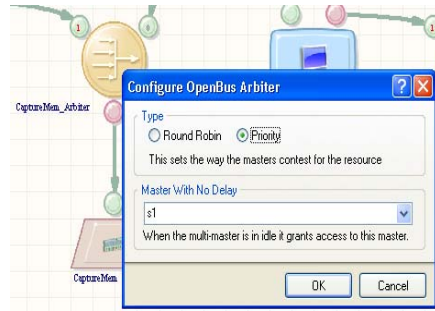 1
0
1
CaptureMem_Arbiter
Configure OpenBus Arbiter
Type
Round Robin
Priority
This sets the way the masters contest for the resource
Master With No Delay
s1
When the multi-master is in idle it grants access to this master.
CaptureMem
OK
Cancel